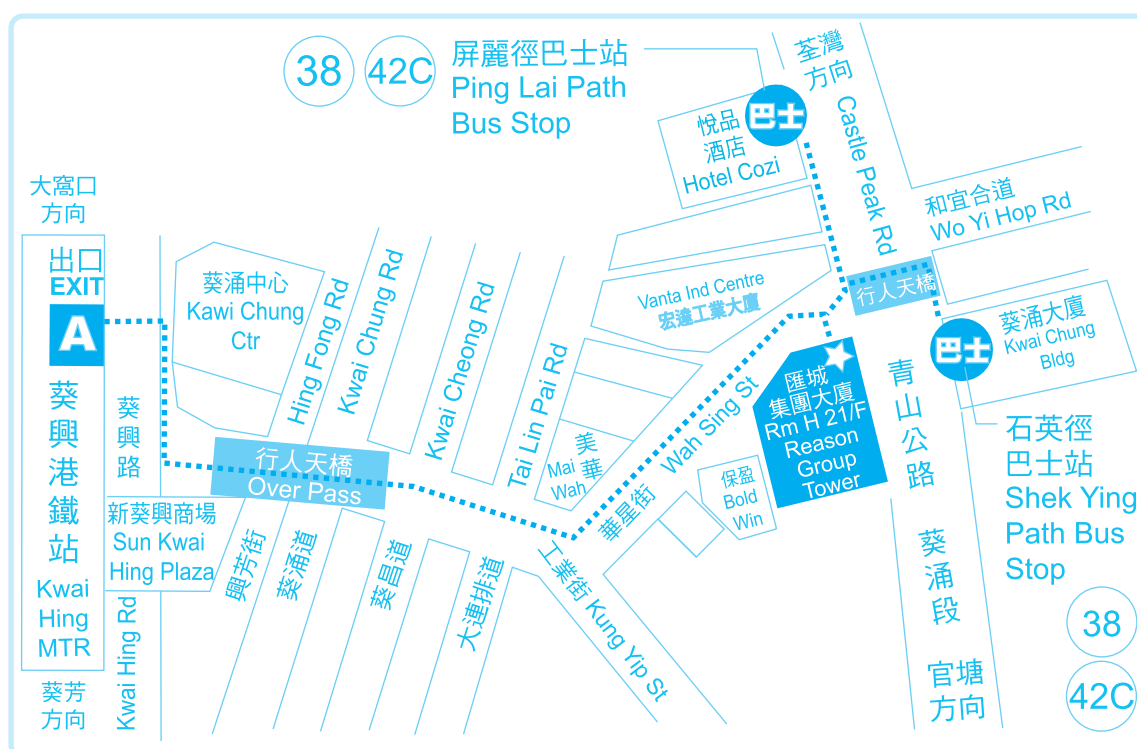 38
42C
屏麗徑巴士站
Ping Lai Path
Bus Stop
荃灣
方向
Castle Peak Rd
巴士
悅品
酒店
Hotel Cozi
和宜合道
Wo Yi Hop Rd
大窩口
方向
出口
EXIT
A
葵興港鐵站
Kwai
Hing
MTR
葵芳
方向
葵興路
Kwai Hing Rd
葵涌中心
Kawi Chung
Ctr
Hing Fong Rd
Kwai Chung Rd
Kwai Cheong Rd
Tai Lin Pai Rd
Vanta Ind Centre
宏達工業大廈
行人天橋
葵涌大廈
Kwai Chung
Bldg
巴士
行人天橋
Over Pass
新葵興商場
Sun Kwai
Hing Plaza
興芳街
葵涌道
葵昌道
大連排道
美華
Mai
Wah
華星街 Wah Sing St
工業街 Kung Yip St
保盈
Bold
Win
匯城
集團大廈
Rm H 21/F
Reason
Group
Tower
青山公路
葵涌段
官塘
方向
石英徑
巴士站
Shek Ying
Path Bus
Stop
38
42C